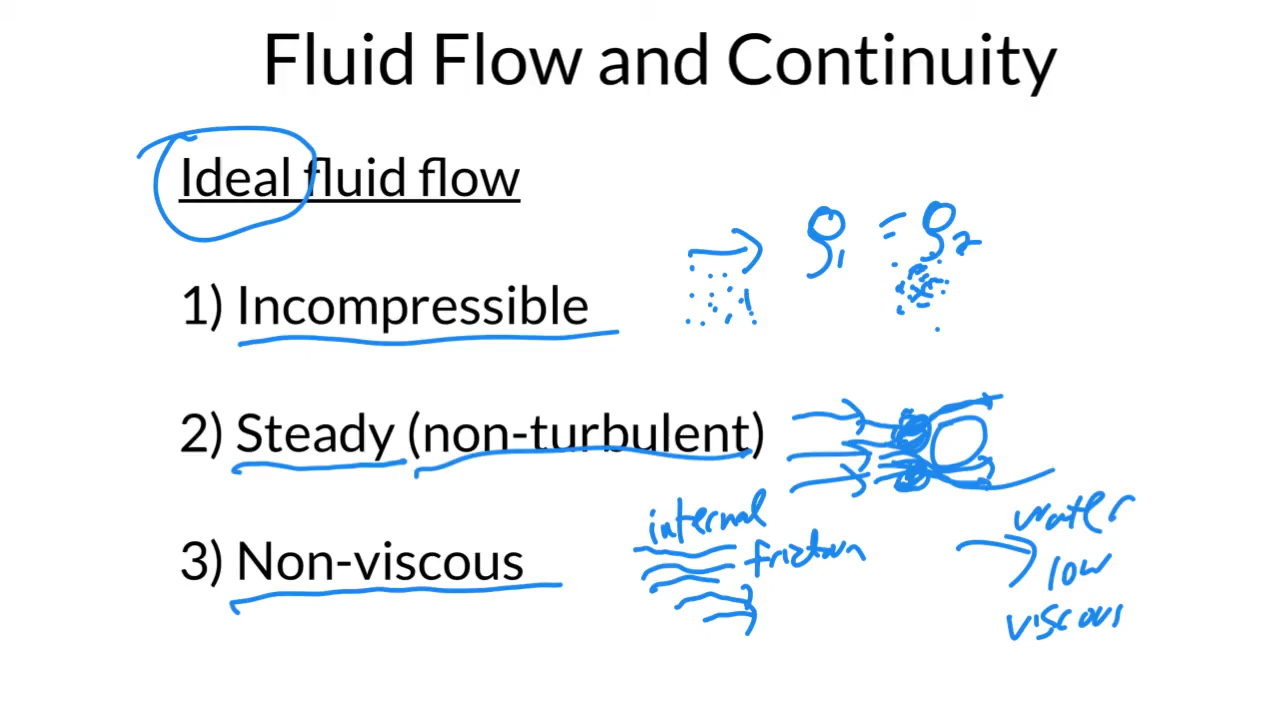 Fluid Flow and Continuity
Ideal fluid flow
ρ₁ = ρ₂
1) Incompressible
2) Steady (non-turbulent)
internal
friction
3) Non-viscous
water
low
viscous